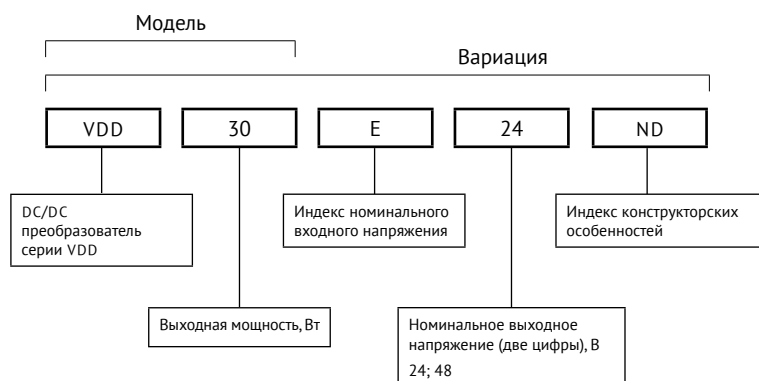 Модель
Вариация
VDD
30
E
24
ND
DC/DC
преобразователь
серии VDD
Индекс номинального
входного напряжения
Индекс конструкторских
особенностей
Выходная мощность, Вт
Номинальное выходное
напряжение (две цифры), В
24; 48